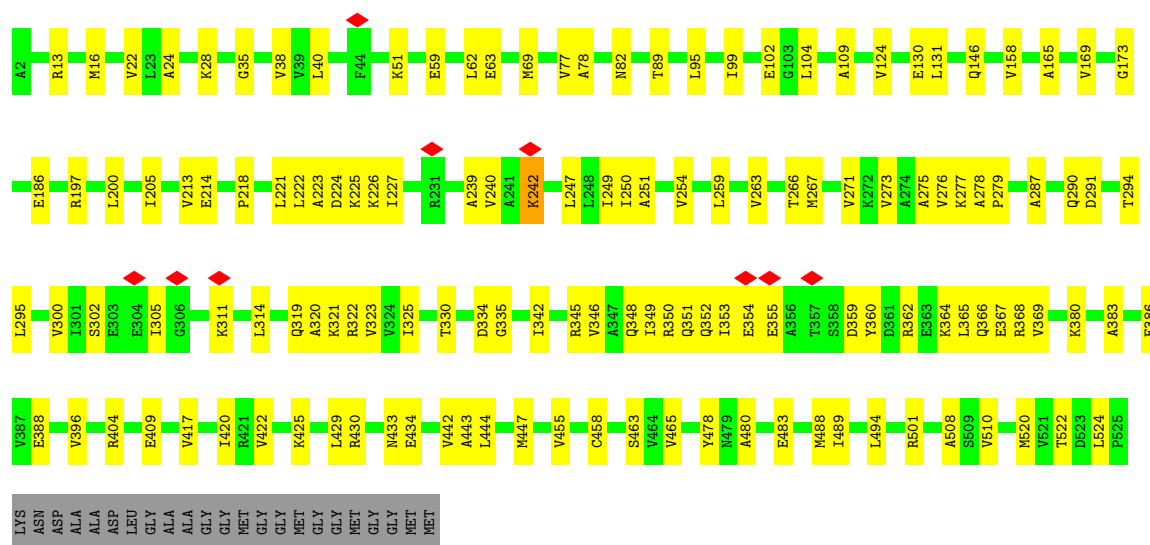 A2 R13 M16 V22 L23 A24 K28 G35 V38 V39 L40 F44 K51 E59 L62 E63 M69 V77 A78 N82 T89 L95 I99 E102 G103 L104 A109 V124 E130 L131 Q146 V158 A165 V169 G173
E186 R197 L200 I205 V213 E214 P218 L221 L222 A223 D224 K225 K226 I227 R231 A239 V240 A241 K242 L247 L248 I249 I250 A251 V254 L259 V263 T266 M267 V271 K272 V273 A274 A275 V276 K277 A278 P279 A287 Q290 D291 T294
L295 V300 I301 S302 E303 E304 I305 G306 K311 L314 Q319 A320 K321 R322 V323 V324 I325 T330 D334 G335 I342 R345 V346 A347 Q348 I349 R350 Q351 Q352 I353 E354 E355 A356 T357 S358 D359 Y360 D361 R362 E363 K364 L365 Q366 E367 R368 V369 K380 A383 E386
V387 E388 V396 R404 E409 V417 I420 R421 V422 K425 L429 R430 N433 E434 V442 A443 L444 M447 V455 C458 S463 V464 V465 Y478 N479 A480 E483 M488 I489 L494 R501 A508 S509 V510 M520 V521 T522 D523 L524 P525
LYS ASN ASP ALA ALA ASP LEU GLY ALA ALA GLY GLY MET GLY GLY MET GLY GLY MET GLY GLY MET MET